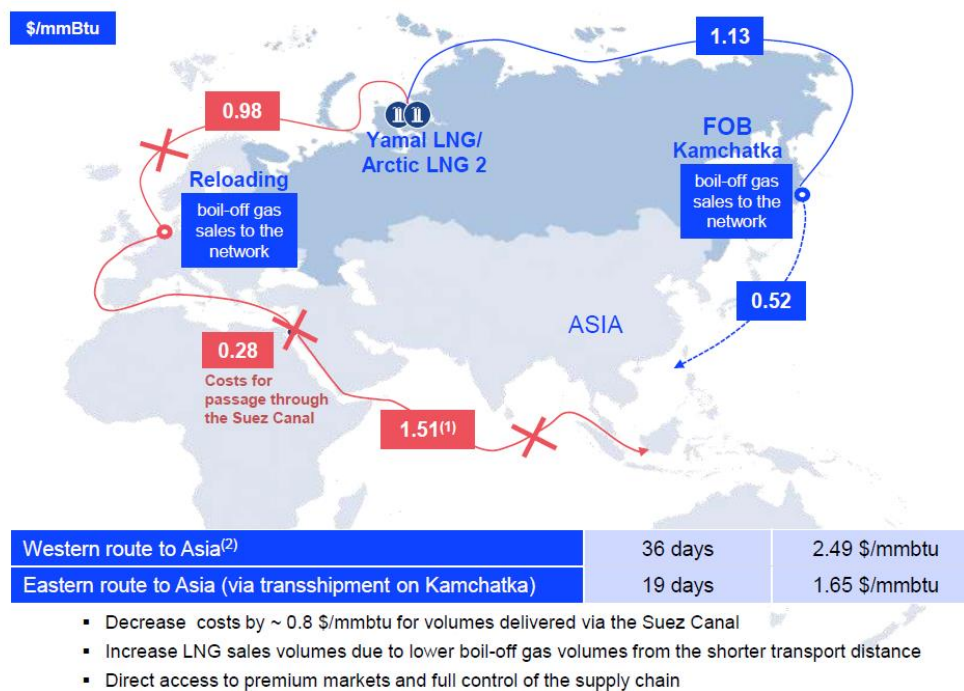 $/mmBtu
1.13
0.98
Yamal LNG/
Arctic LNG 2
FOB
Kamchatka
Reloading
boil-off gas
sales to the
network
boil-off gas
sales to the
network
0.52
ASIA
0.28
Costs for
passage through
the Suez Canal
1.51(1)
Western route to Asia(2) 36 days 2.49 $/mmbtu
Eastern route to Asia (via transshipment on Kamchatka) 19 days 1.65 $/mmbtu
▪ Decrease costs by ~ 0.8 $/mmbtu for volumes delivered via the Suez Canal
▪ Increase LNG sales volumes due to lower boil-off gas volumes from the shorter transport distance
▪ Direct access to premium markets and full control of the supply chain